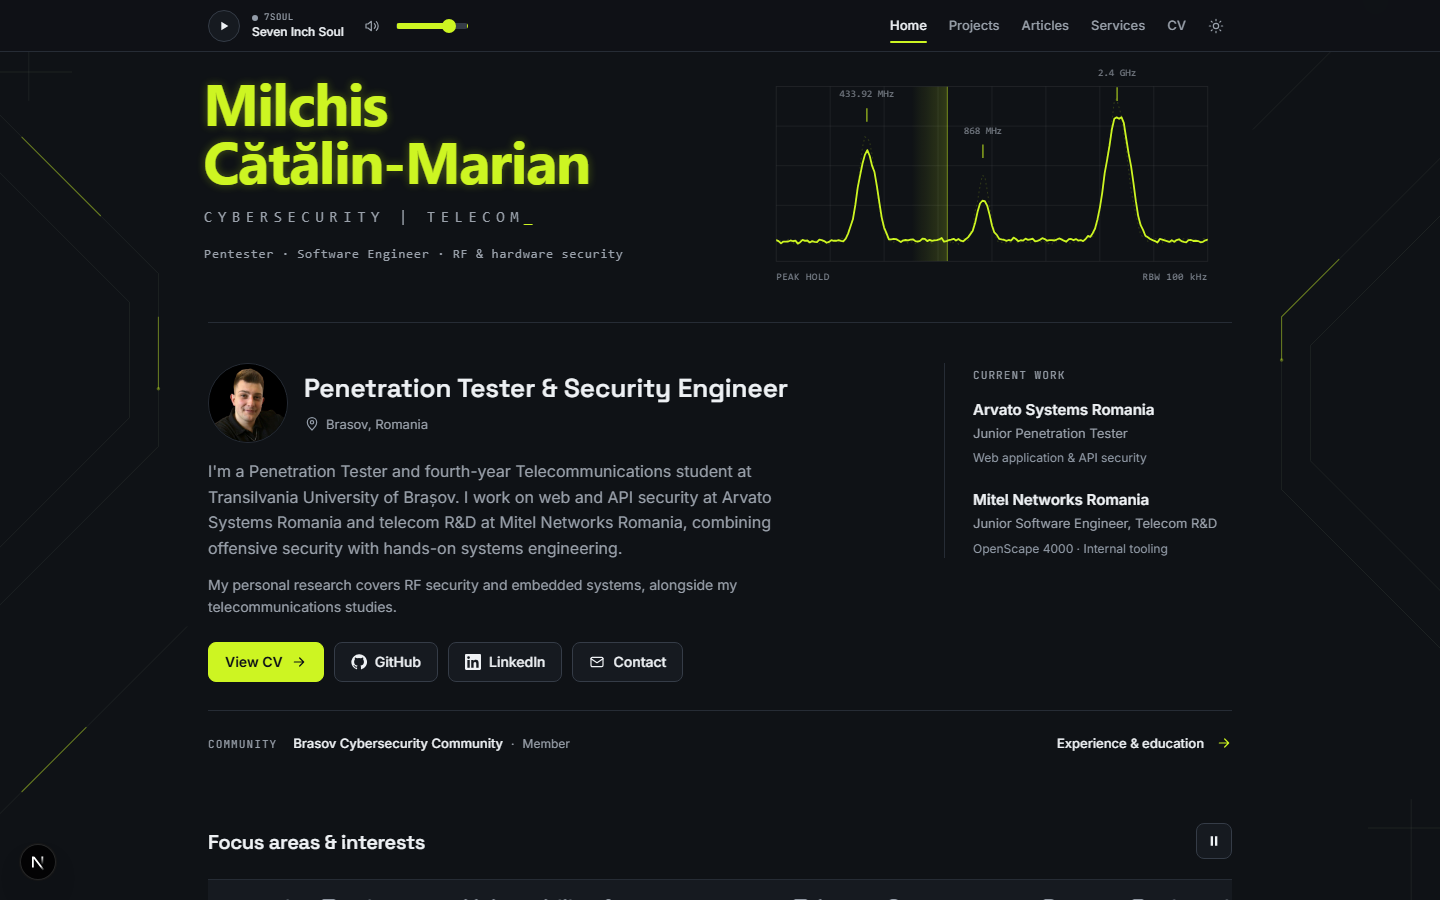 7SOUL
Seven Inch Soul
Home Projects Articles Services CV
Milchis
Cătălin-Marian
CYBERSECURITY | TELECOM_
Pentester · Software Engineer · RF & hardware security
433.92 MHz
868 MHz
2.4 GHz
PEAK HOLD
RBW 100 kHz
Penetration Tester & Security Engineer
Brasov, Romania
I'm a Penetration Tester and fourth-year Telecommunications student at
Transilvania University of Brașov. I work on web and API security at Arvato
Systems Romania and telecom R&D at Mitel Networks Romania, combining
offensive security with hands-on systems engineering.
My personal research covers RF security and embedded systems, alongside my
telecommunications studies.
View CV
GitHub
LinkedIn
Contact
CURRENT WORK
Arvato Systems Romania
Junior Penetration Tester
Web application & API security
Mitel Networks Romania
Junior Software Engineer, Telecom R&D
OpenScape 4000 · Internal tooling
COMMUNITY Brasov Cybersecurity Community · Member
Experience & education
Focus areas & interests
N